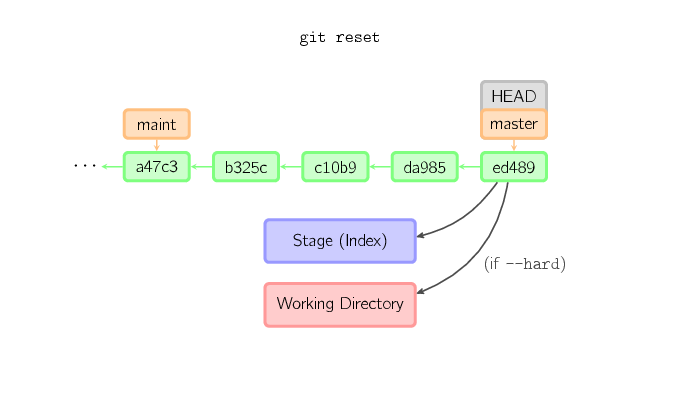 git reset
HEAD
maint
master
... a47c3 b325c c10b9 da985 ed489
Stage (Index)
(if --hard)
Working Directory